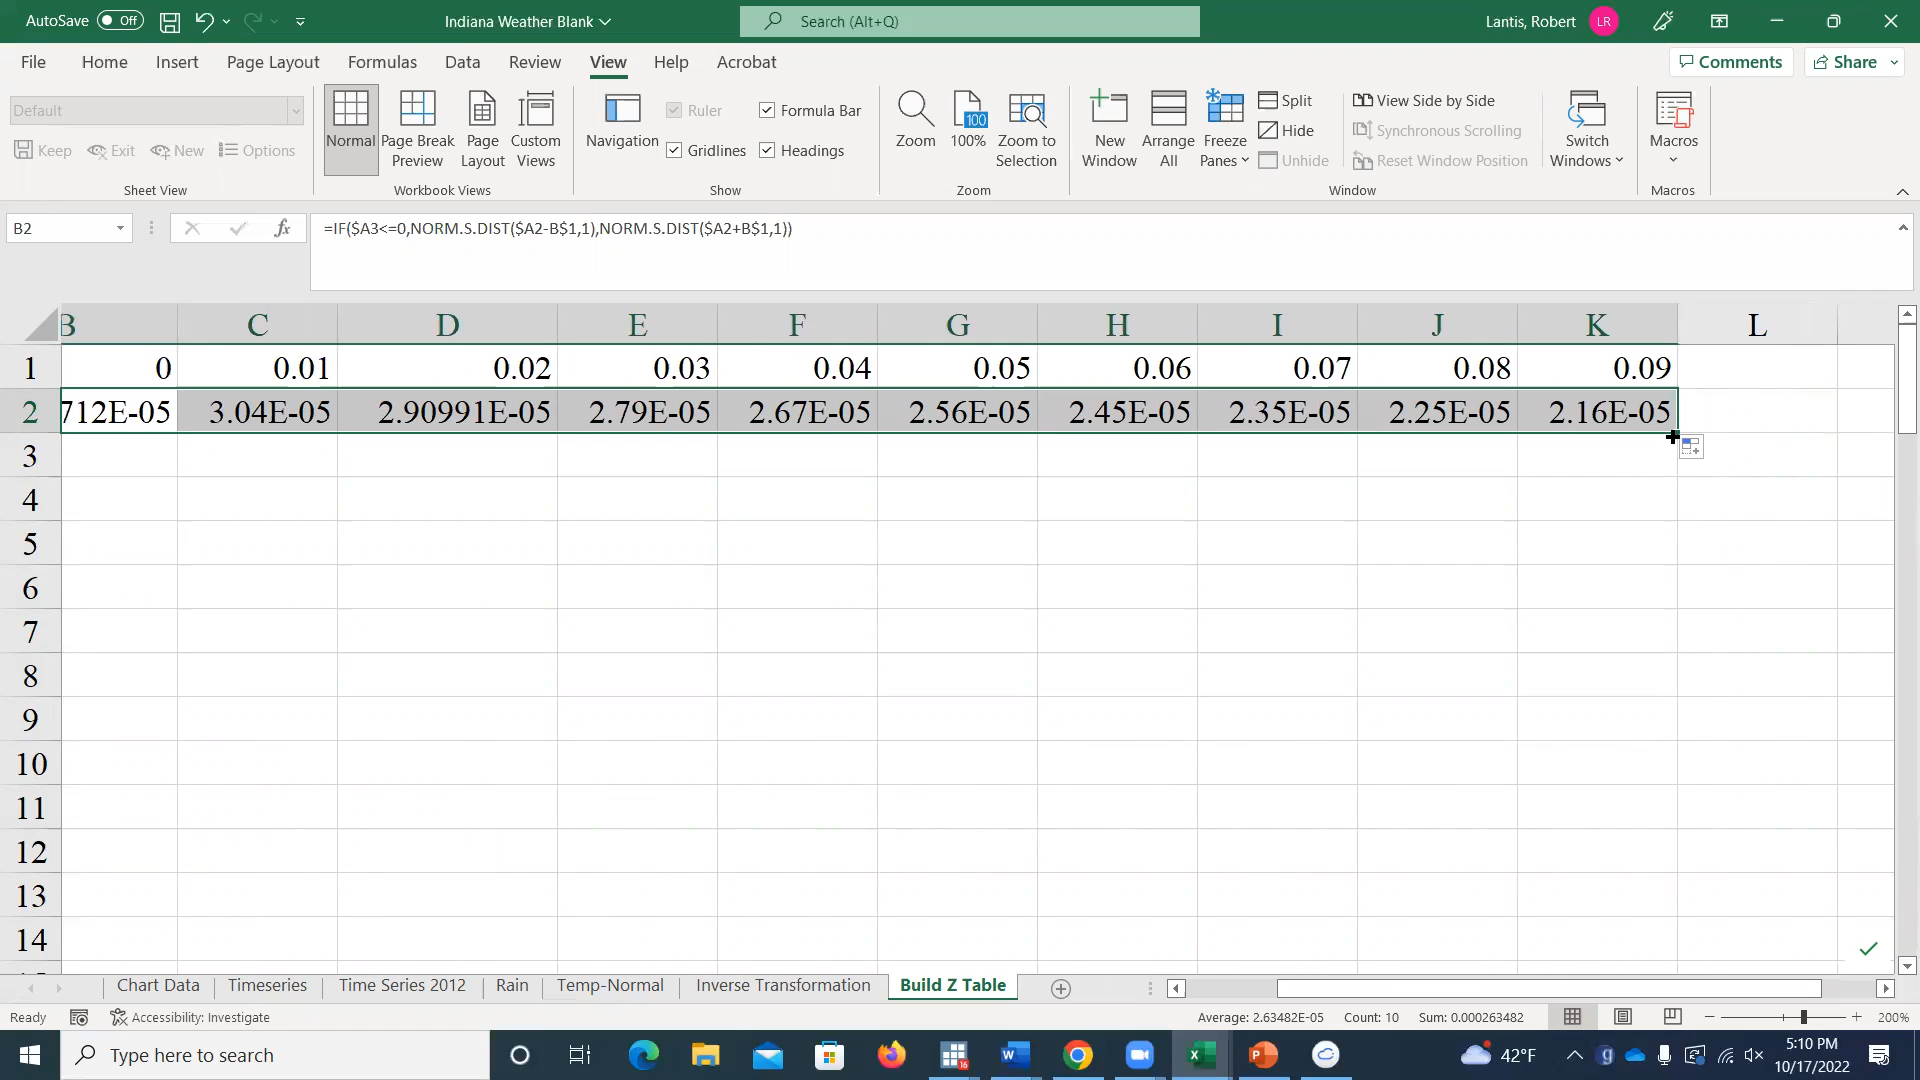 AutoSave Off Indiana Weather Blank Search (Alt+Q) Lantis, Robert LR
File Home Insert Page Layout Formulas Data Review View Help Acrobat Comments Share
Default
Keep Exit New Options
Sheet View
Normal Page Break Preview Page Layout Custom Views
Workbook Views
Navigation Ruler Formula Bar
Gridlines Headings
Show
Zoom 100 100% Zoom to Selection
Zoom
New Window Arrange All Freeze Panes Split Hide Unhide
View Side by Side
Synchronous Scrolling
Reset Window Position
Switch Windows
Window
Macros
Macros
B2 fx =IF($A3<=0,NORM.S.DIST($A2-B$1,1),NORM.S.DIST($A2+B$1,1))
B C D E F G H I J K L
1 0 0.01 0.02 0.03 0.04 0.05 0.06 0.07 0.08 0.09
2 712E-05 3.04E-05 2.90991E-05 2.79E-05 2.67E-05 2.56E-05 2.45E-05 2.35E-05 2.25E-05 2.16E-05
3
4
5
6
7
8
9
10
11
12
13
14
Chart Data Timeseries Time Series 2012 Rain Temp-Normal Inverse Transformation Build Z Table
Ready Accessibility: Investigate Average: 2.63482E-05 Count: 10 Sum: 0.000263482 200%
Type here to search 16 42°F 5:10 PM
10/17/2022